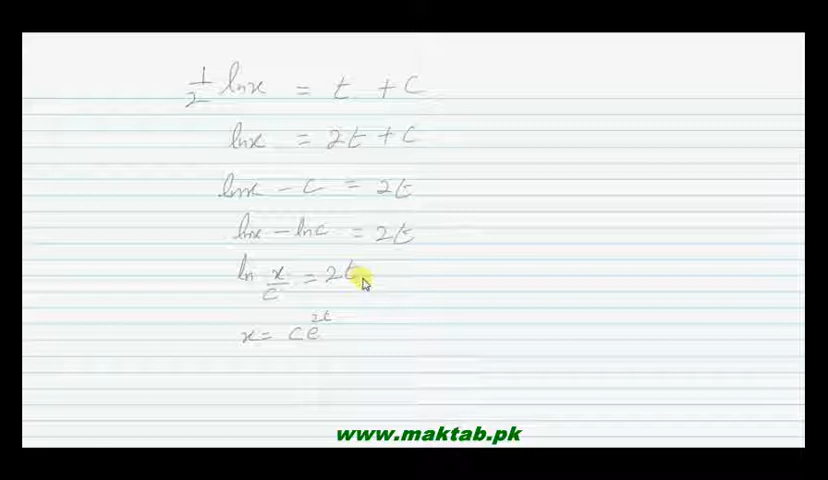 1/2 lnx = t + c
lnx = 2t + c
lnx - c = 2t
lnx - lnc = 2t
ln x/c = 2t
x = ce^2t
www.maktab.pk